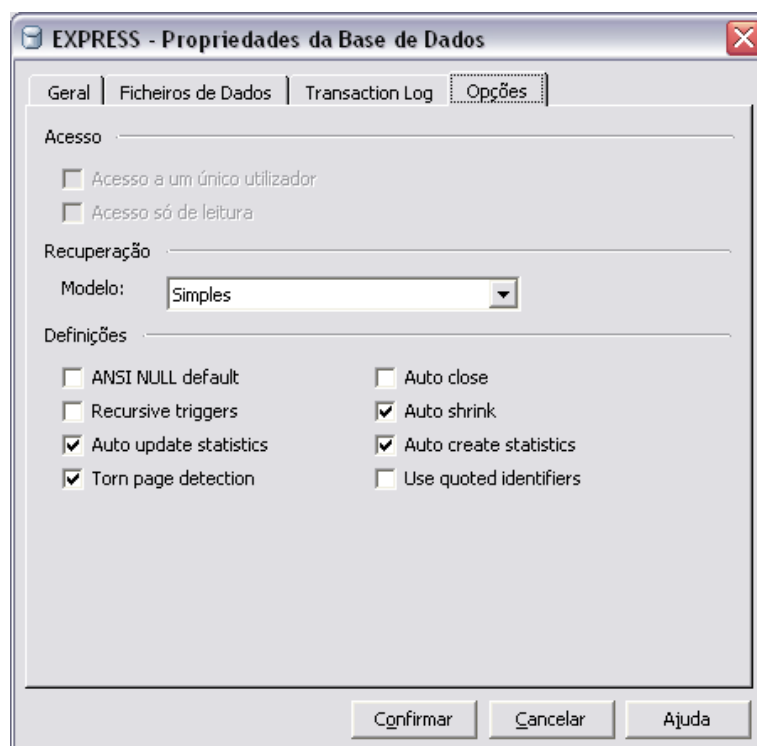 EXPRESS - Propriedades da Base de Dados
Geral Ficheiros de Dados Transaction Log Opções
Acesso
Acesso a um único utilizador
Acesso só de leitura
Recuperação
Modelo: Simples
Definições
ANSI NULL default Auto close
Recursive triggers Auto shrink
Auto update statistics Auto create statistics
Torn page detection Use quoted identifiers
Confirmar Cancelar Ajuda